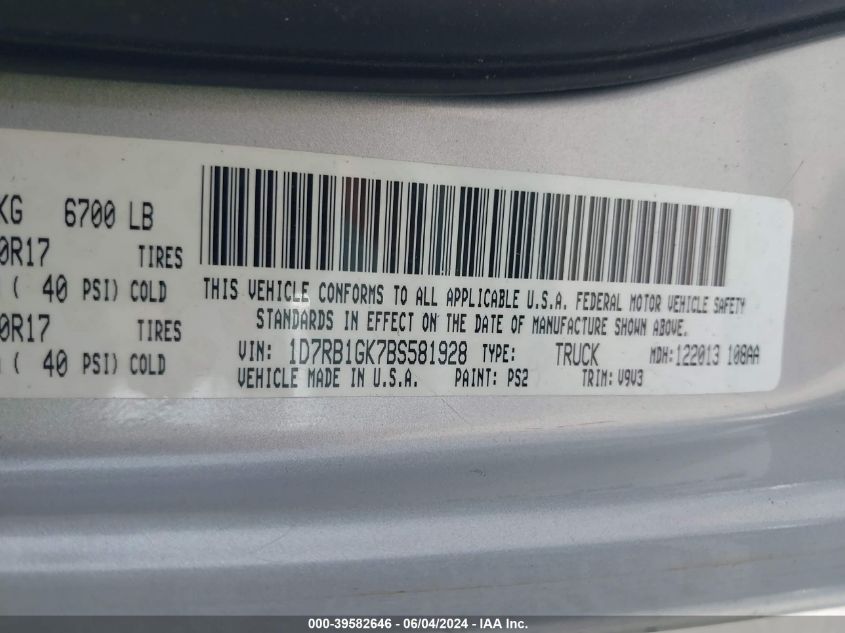 KG 6700 LB
0R17 TIRES
( 40 PSI) COLD
0R17 TIRES
( 40 PSI) COLD
THIS VEHICLE CONFORMS TO ALL APPLICABLE U.S.A. FEDERAL MOTOR VEHICLE SAFETY
STANDARDS IN EFFECT ON THE DATE OF MANUFACTURE SHOWN ABOVE.
VIN: 1D7RB1GK7BS581928 TYPE: TRUCK MDH:122013 108AA
VEHICLE MADE IN U.S.A. PAINT: PS2 TRIM: V9V3
000-39582646 - 06/04/2024 - IAA Inc.